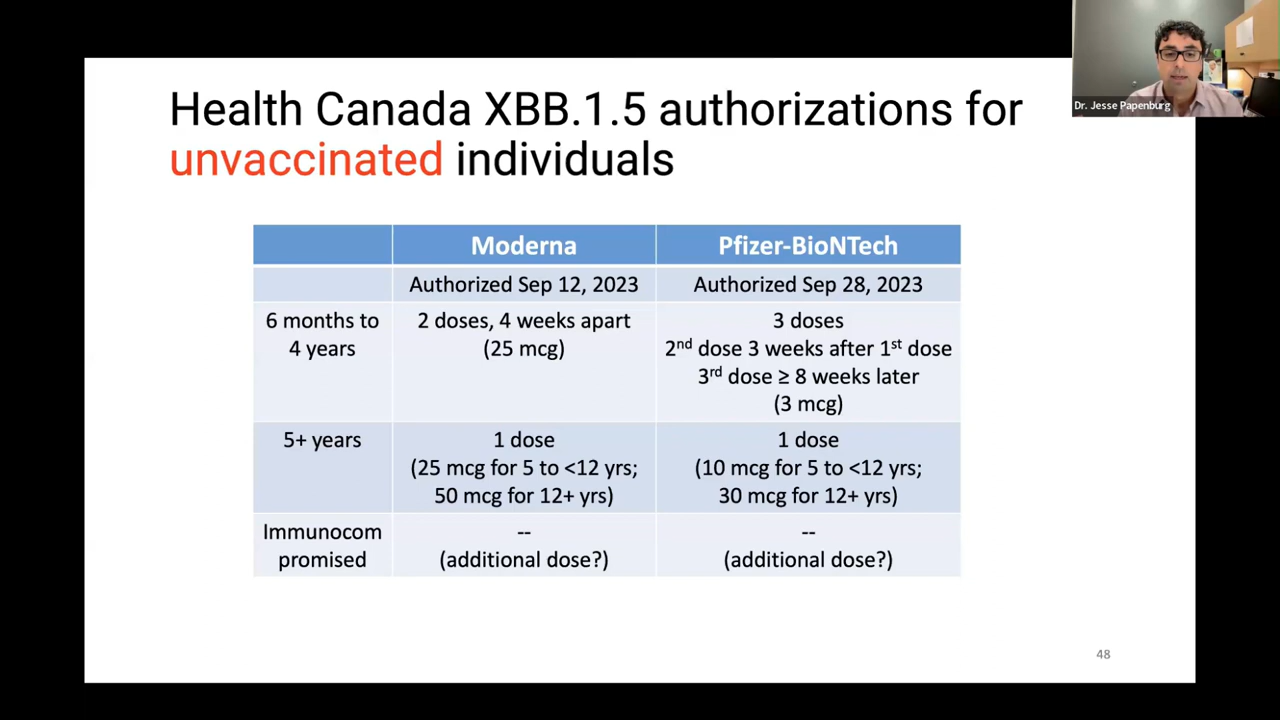 Health Canada XBB.1.5 authorizations for
unvaccinated individuals
Dr. Jesse Papenburg
Moderna
Pfizer-BioNTech
Authorized Sep 12, 2023
Authorized Sep 28, 2023
6 months to
4 years
2 doses, 4 weeks apart
(25 mcg)
3 doses
2nd dose 3 weeks after 1st dose
3rd dose ≥ 8 weeks later
(3 mcg)
5+ years
1 dose
(25 mcg for 5 to <12 yrs;
50 mcg for 12+ yrs)
1 dose
(10 mcg for 5 to <12 yrs;
30 mcg for 12+ yrs)
Immunocom
promised
--
(additional dose?)
--
(additional dose?)
48